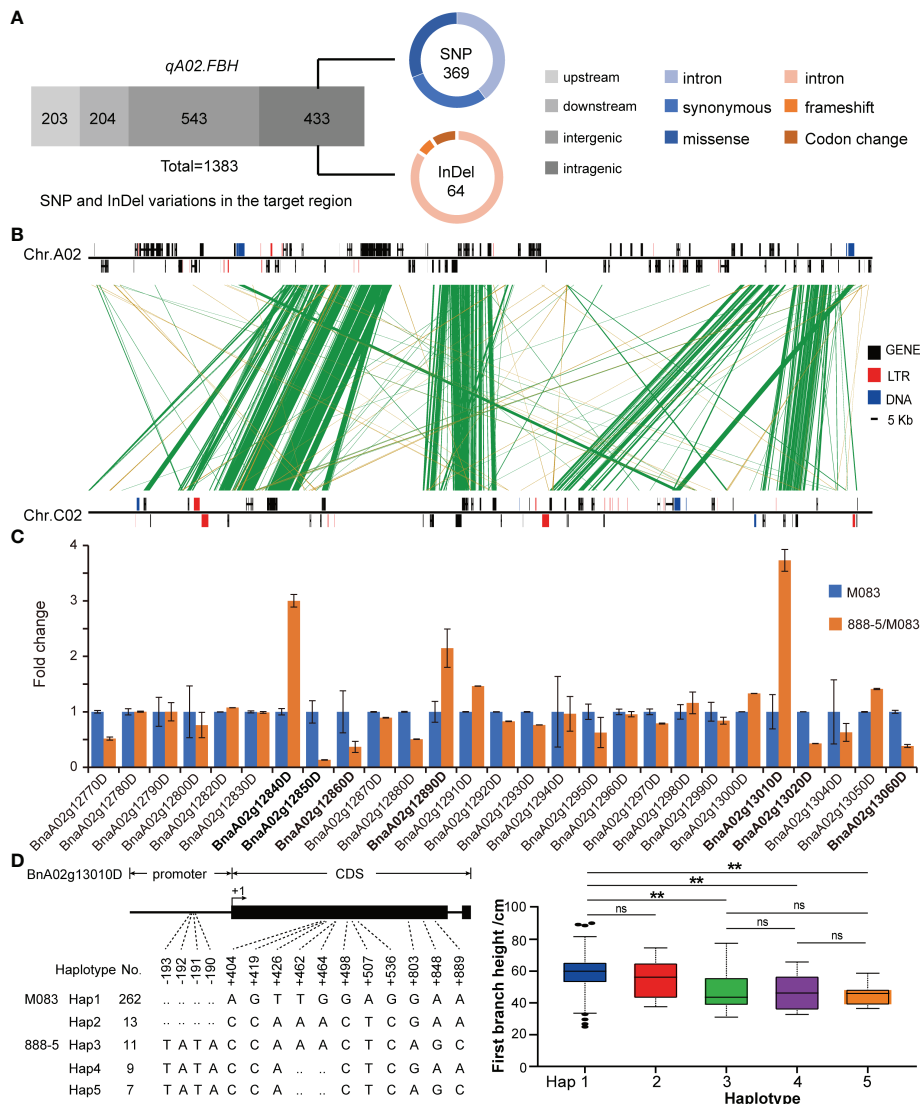 A
qA02.FBH
203 204 543 433
Total=1383
SNP and InDel variations in the target region
SNP
369
InDel
64
upstream
downstream
intergenic
intragenic
intron
synonymous
missense
intron
frameshift
Codon change
B
Chr.A02
Chr.C02
GENE
LTR
DNA
5 Kb
C
Fold change
4
3
2
1
0
M083
888-5/M083
BnaA02g12770D
BnaA02g12780D
BnaA02g12790D
BnaA02g12800D
BnaA02g12820D
BnaA02g12830D
BnaA02g12840D
BnaA02g12850D
BnaA02g12860D
BnaA02g12870D
BnaA02g12880D
BnaA02g12890D
BnaA02g12910D
BnaA02g12920D
BnaA02g12930D
BnaA02g12940D
BnaA02g12950D
BnaA02g12960D
BnaA02g12970D
BnaA02g12980D
BnaA02g12990D
BnaA02g13000D
BnaA02g13010D
BnaA02g13020D
BnaA02g13040D
BnaA02g13050D
BnaA02g13060D
D
BnA02g13010D promoter CDS
+1
Haplotype No. -193 -192 -191 -190 +404 +419 +426 +462 +464 +498 +507 +536 +803 +848 +889
M083 Hap1 262 .. .. .. .. A G T T G G A G G A A
Hap2 13 .. .. .. .. C C A A A C T C G A A
888-5 Hap3 11 T A T A C C A A A C T C A G C
Hap4 9 T A T A C C A .. .. C T C G A A
Hap5 7 T A T A C C A .. .. C T C A G C
First branch height /cm
100
80
60
40
20
0
**
**
**
ns
ns
ns
ns
Hap 1 2 3 4 5
Haplotype